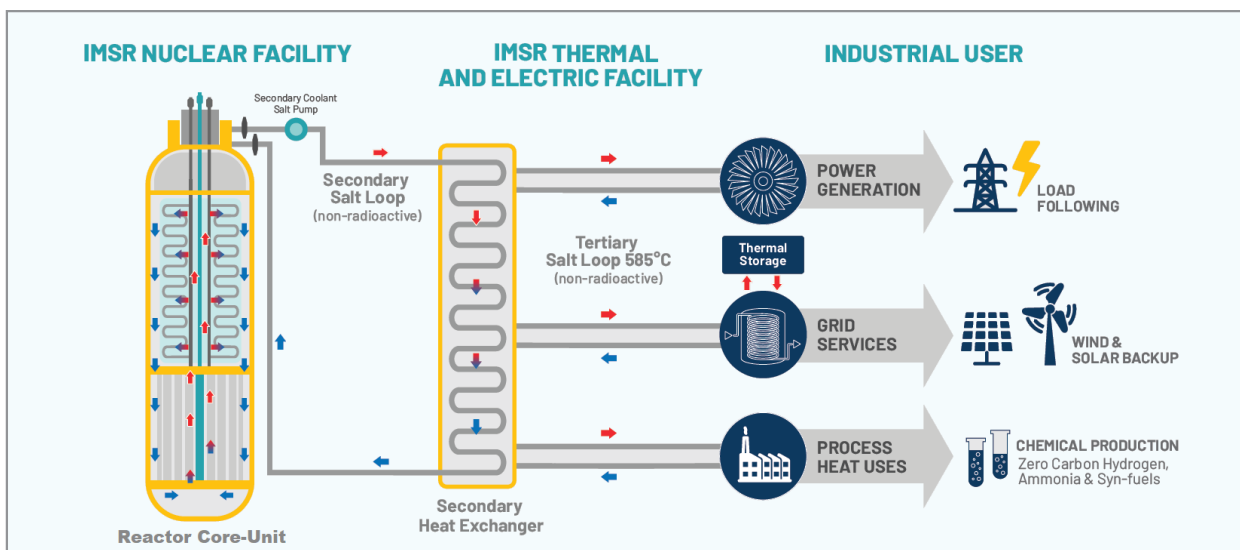 IMSR NUCLEAR FACILITY
IMSR THERMAL
AND ELECTRIC FACILITY
INDUSTRIAL USER
Secondary Coolant
Salt Pump
Secondary
Salt Loop
(non-radioactive)
Tertiary
Salt Loop 585°C
(non-radioactive)
Secondary
Heat Exchanger
Reactor Core-Unit
POWER
GENERATION
LOAD
FOLLOWING
Thermal
Storage
GRID
SERVICES
WIND &
SOLAR BACKUP
PROCESS
HEAT USES
CHEMICAL PRODUCTION
Zero Carbon Hydrogen,
Ammonia & Syn-fuels